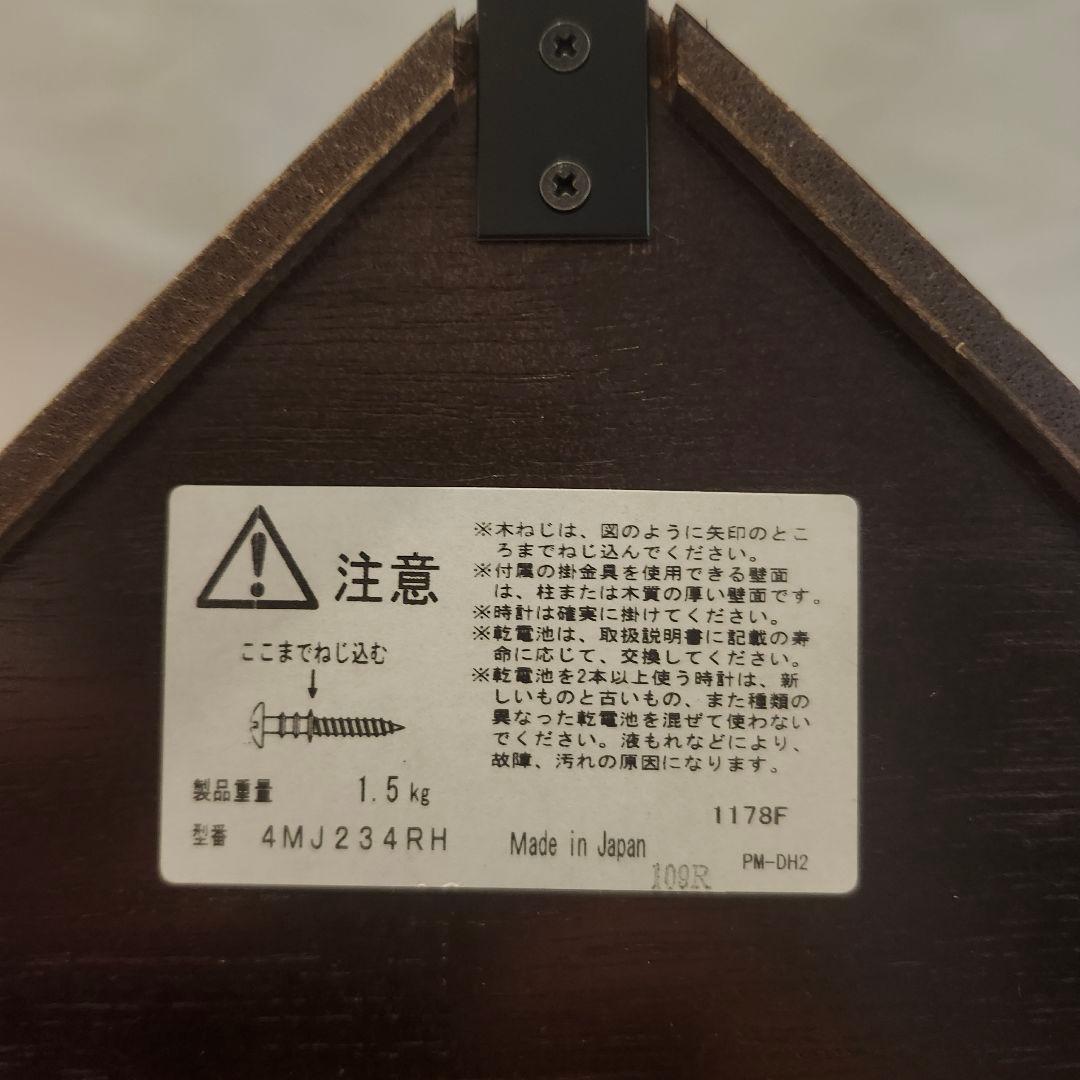 注意
ここまでねじ込む
※木ねじは、図のように矢印のとこ
ろまでねじ込んでください。
※付属の掛金具を使用できる壁面
は、柱または木質の厚い壁面です。
※時計は確実に掛けてください。
※乾電池は、取扱説明書に記載の寿
命に応じて、交換してください。
※乾電池を2本以上使う時計は、新
しいものと古いもの、また種類の
異なった乾電池を混ぜて使わない
でください。液もれなどにより、
故障、汚れの原因になります。
製品重量 1.5 kg
1178F
型番 4MJ234RH
Made in Japan
PM-DH2
109R